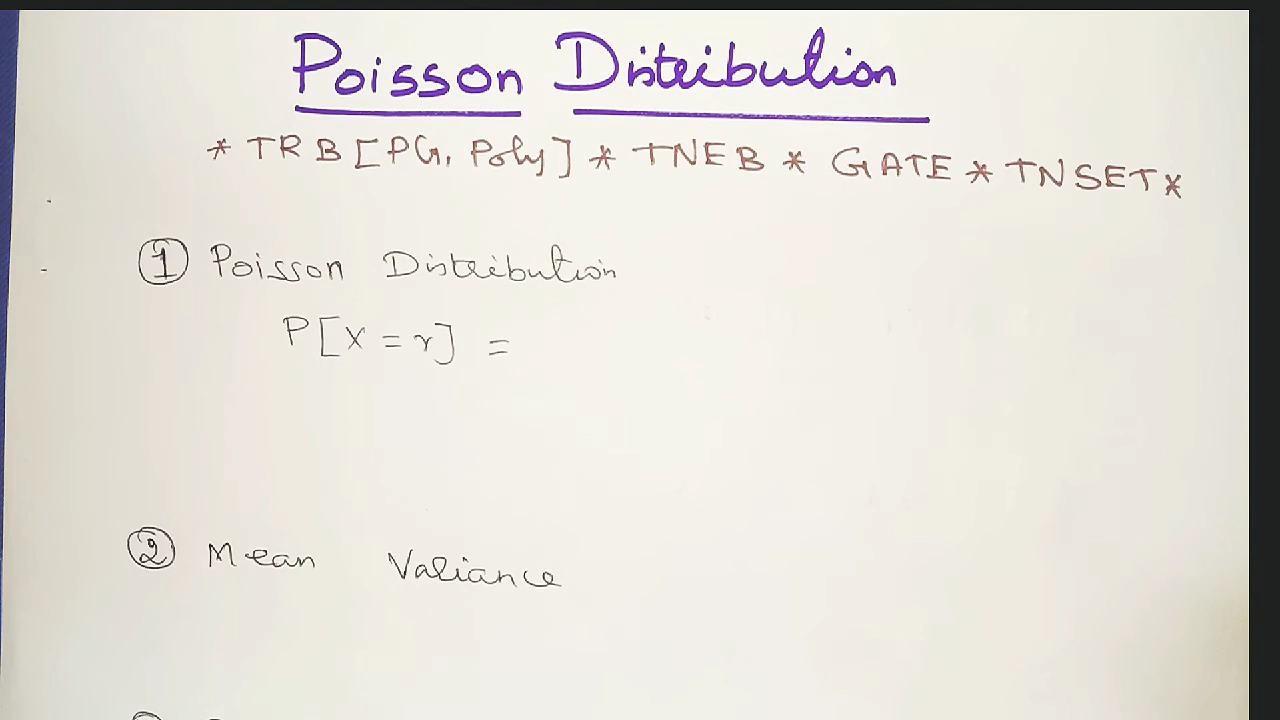 Poisson Distribution
* TRB [PG, Poly] * TNEB * GATE * TNSET *
① Poisson Distribution
P[X = r] =
② Mean Variance